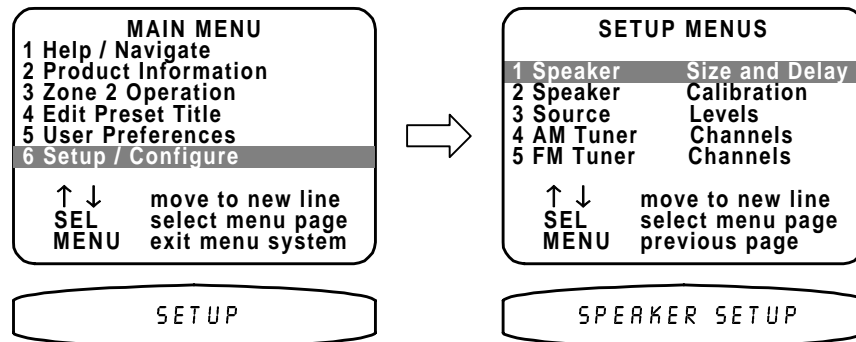 MAIN MENU
1 Help / Navigate
2 Product Information
3 Zone 2 Operation
4 Edit Preset Title
5 User Preferences
6 Setup / Configure
↑ ↓ move to new line
SEL select menu page
MENU exit menu system
SETUP
SETUP MENUS
1 Speaker Size and Delay
2 Speaker Calibration
3 Source Levels
4 AM Tuner Channels
5 FM Tuner Channels
↑ ↓ move to new line
SEL select menu page
MENU previous page
SPEAKER SETUP